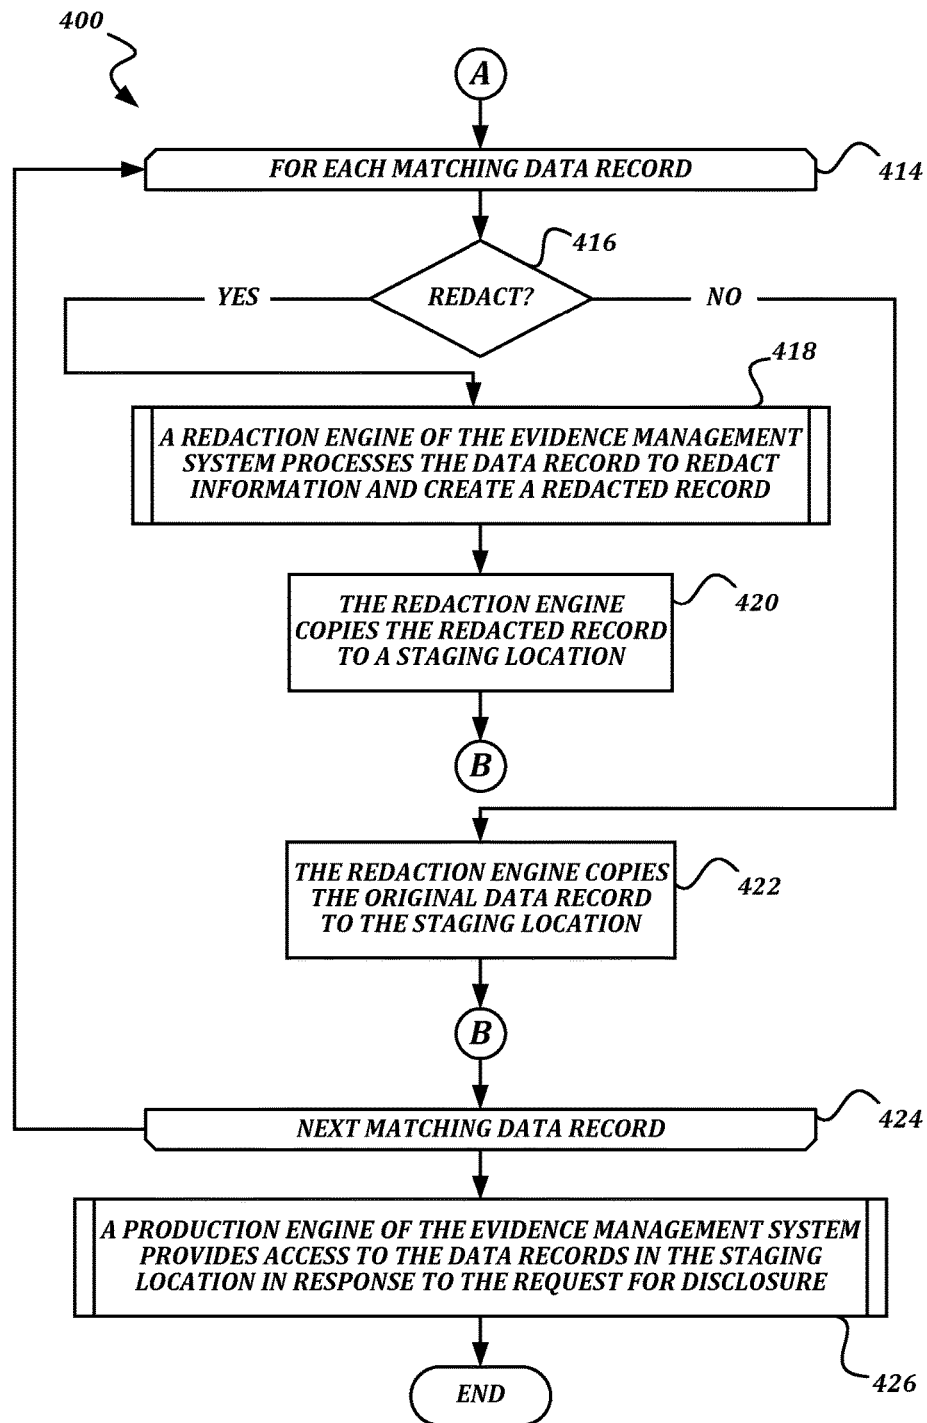 400
A
FOR EACH MATCHING DATA RECORD
414
416
REDACT?
YES
NO
418
A REDACTION ENGINE OF THE EVIDENCE MANAGEMENT
SYSTEM PROCESSES THE DATA RECORD TO REDACT
INFORMATION AND CREATE A REDACTED RECORD
420
THE REDACTION ENGINE
COPIES THE REDACTED RECORD
TO A STAGING LOCATION
B
THE REDACTION ENGINE COPIES
THE ORIGINAL DATA RECORD
TO THE STAGING LOCATION
422
B
NEXT MATCHING DATA RECORD
424
A PRODUCTION ENGINE OF THE EVIDENCE MANAGEMENT SYSTEM
PROVIDES ACCESS TO THE DATA RECORDS IN THE STAGING
LOCATION IN RESPONSE TO THE REQUEST FOR DISCLOSURE
426
END